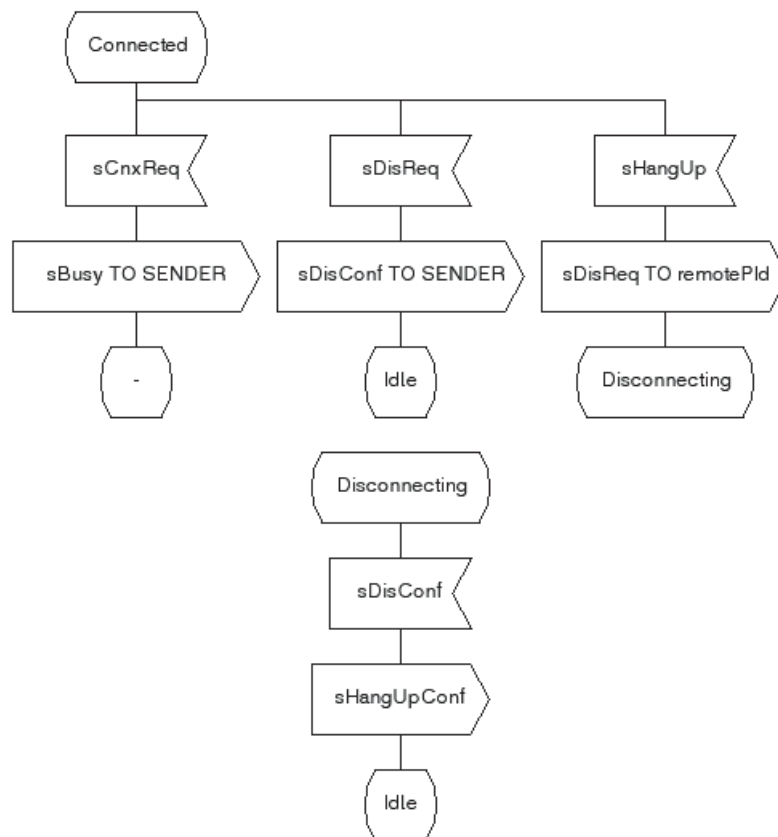 Connected
sCnxReq
sDisReq
sHangUp
sBusy TO SENDER
sDisConf TO SENDER
sDisReq TO remotePId
-
Idle
Disconnecting
Disconnecting
sDisConf
sHangUpConf
Idle